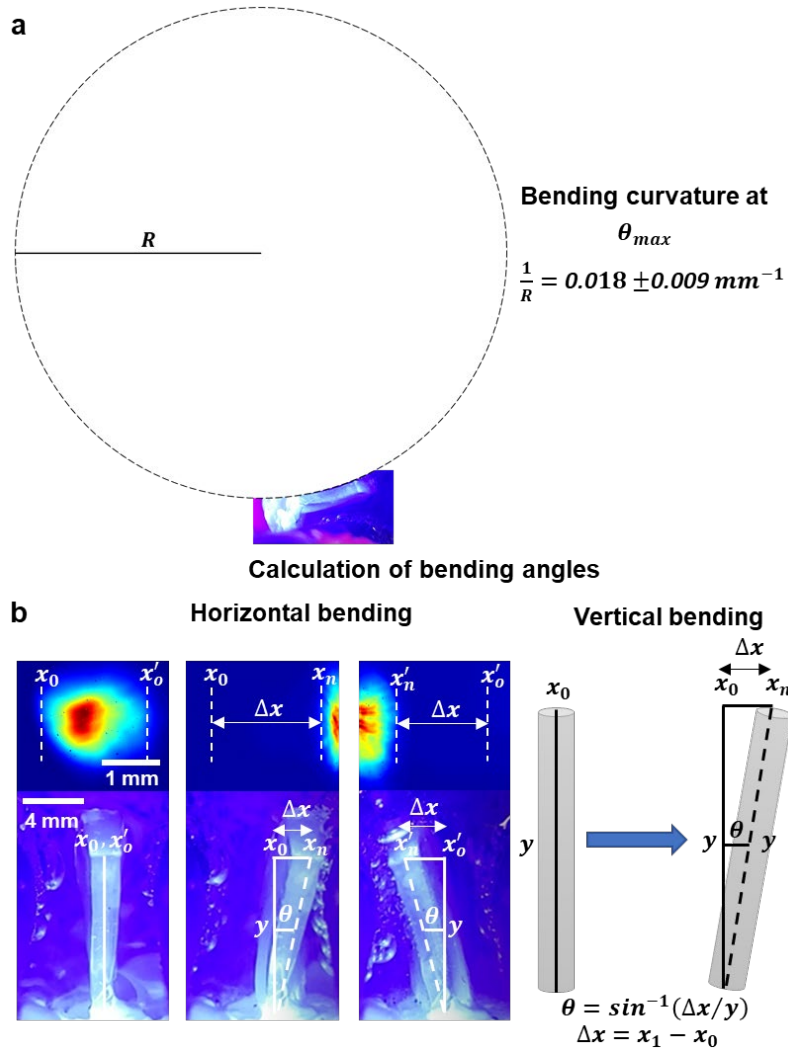 a
R
Bending curvature at
θmax
1/R = 0.018 ±0.009 mm⁻¹
Calculation of bending angles
b
Horizontal bending
Vertical bending
x₀ x′ₒ
1 mm
x₀ xₙ
Δx
x′ₙ x′ₒ
Δx
4 mm
x₀, x′ₒ
Δx
x₀ xₙ
θ
y
Δx
x′ₙ x′ₒ
θ
y
x₀
y
Δx
x₀ xₙ
y θ y
θ = sin⁻¹(Δx/y)
Δx = x₁ − x₀